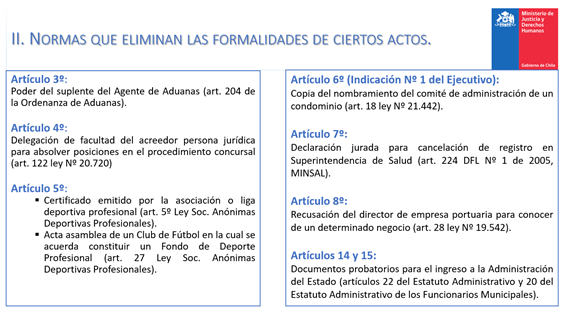 II. NORMAS QUE ELIMINAN LAS FORMALIDADES DE CIERTOS ACTOS.
Ministerio de
Justicia y
Derechos
Humanos
Gobierno de Chile
Artículo 3º:
Poder del suplente del Agente de Aduanas (art. 204 de
la Ordenanza de Aduanas).
Artículo 4º:
Delegación de facultad del acreedor persona jurídica
para absolver posiciones en el procedimiento concursal
(art. 122 ley Nº 20.720)
Artículo 5º:
▪ Certificado emitido por la asociación o liga
deportiva profesional (art. 5º Ley Soc. Anónimas
Deportivas Profesionales).
▪ Acta asamblea de un Club de Fútbol en la cual se
acuerda constituir un Fondo de Deporte
Profesional (art. 27 Ley Soc. Anónimas
Deportivas Profesionales).
Artículo 6º (Indicación Nº 1 del Ejecutivo):
Copia del nombramiento del comité de administración de un
condominio (art. 18 ley Nº 21.442).
Artículo 7º:
Declaración jurada para cancelación de registro en
Superintendencia de Salud (art. 224 DFL Nº 1 de 2005,
MINSAL).
Artículo 8º:
Recusación del director de empresa portuaria para conocer
de un determinado negocio (art. 28 ley Nº 19.542).
Artículos 14 y 15:
Documentos probatorios para el ingreso a la Administración
del Estado (artículos 22 del Estatuto Administrativo y 20 del
Estatuto Administrativo de los Funcionarios Municipales).